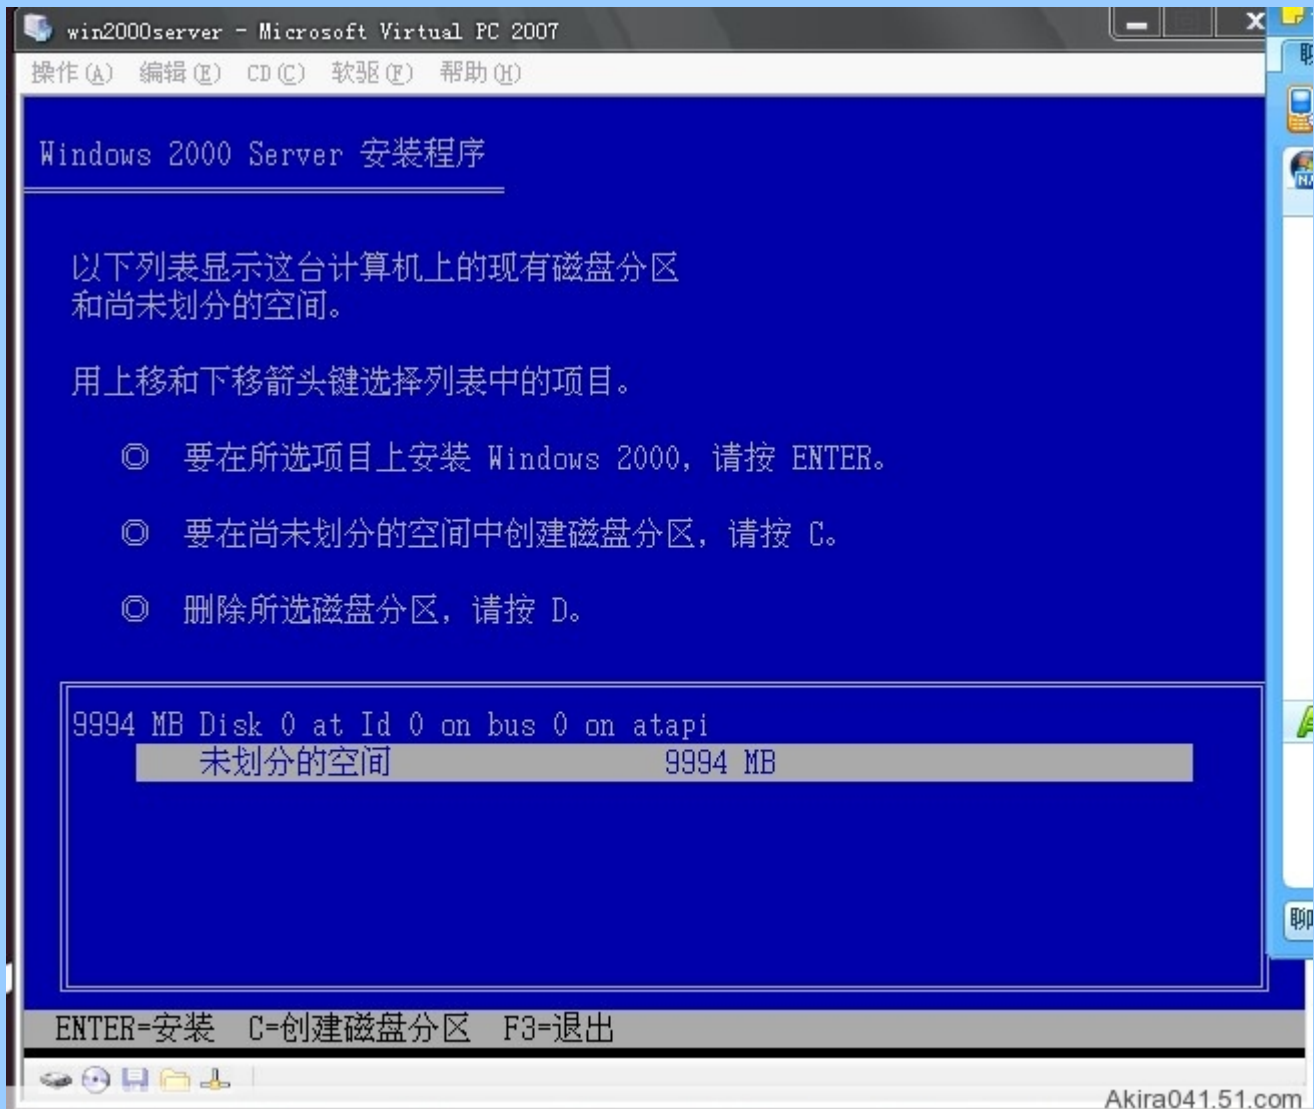 win2000server - Microsoft Virtual PC 2007
操作(A) 编辑(E) CD(C) 软驱(F) 帮助(H)
Windows 2000 Server 安装程序
以下列表显示这台计算机上的现有磁盘分区
和尚未划分的空间。
用上移和下移箭头键选择列表中的项目。
◎ 要在所选项目上安装 Windows 2000，请按 ENTER。
◎ 要在尚未划分的空间中创建磁盘分区，请按 C。
◎ 删除所选磁盘分区，请按 D。
9994 MB Disk 0 at Id 0 on bus 0 on atapi
未划分的空间 9994 MB
ENTER=安装 C=创建磁盘分区 F3=退出
Akira041.51.com